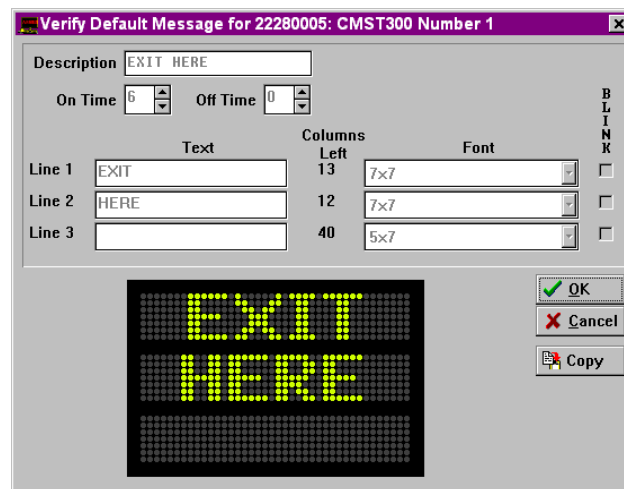 Verify Default Message for 22280005: CMST300 Number 1
Description EXIT HERE
On Time 6 Off Time 0
BLINK
Text Columns Left Font
Line 1 EXIT 13 7x7
Line 2 HERE 12 7x7
Line 3 40 5x7
EXIT
HERE
OK
Cancel
Copy